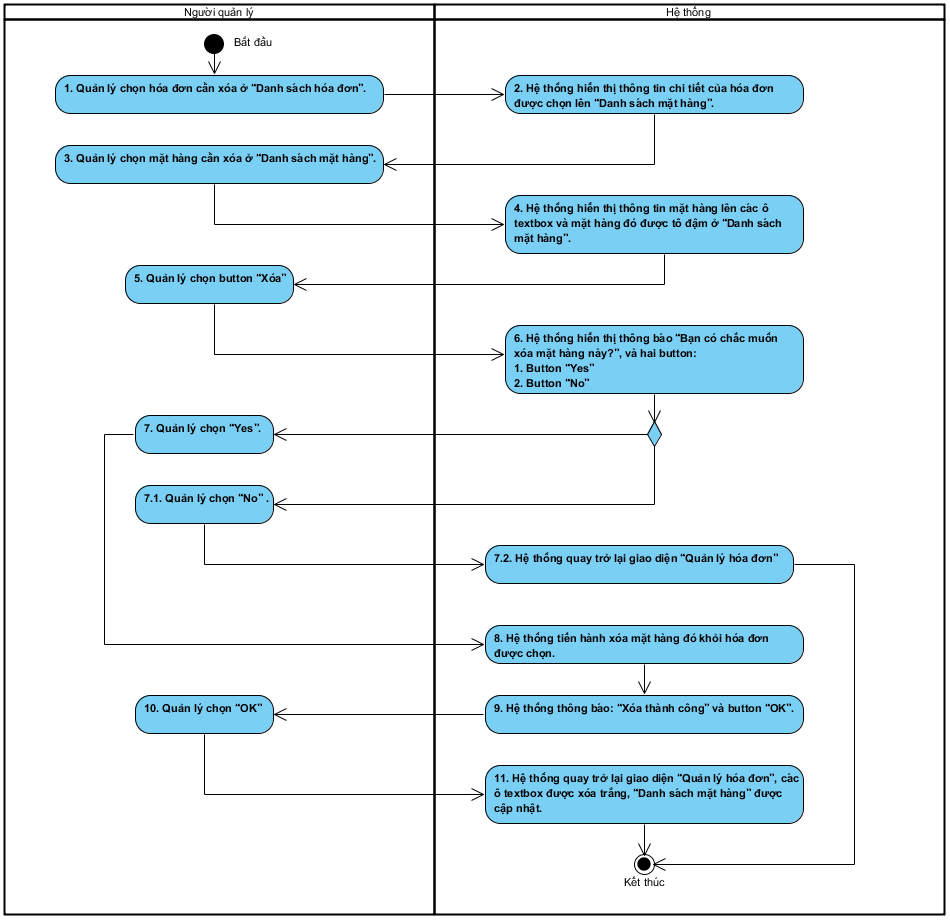 Người quản lý
Hệ thống
Bắt đầu
1. Quản lý chọn hóa đơn cần xóa ở “Danh sách hóa đơn”.
2. Hệ thống hiển thị thông tin chi tiết của hóa đơn
được chọn lên “Danh sách mặt hàng”.
3. Quản lý chọn mặt hàng cần xóa ở “Danh sách mặt hàng”.
4. Hệ thống hiển thị thông tin mặt hàng lên các ô
textbox và mặt hàng đó được tô đậm ở “Danh sách
mặt hàng”.
5. Quản lý chọn button “Xóa”
6. Hệ thống hiển thị thông báo “Bạn có chắc muốn
xóa mặt hàng này?”, và hai button:
1. Button “Yes”
2. Button “No”
7. Quản lý chọn “Yes”.
7.1. Quản lý chọn “No” .
7.2. Hệ thống quay trở lại giao diện “Quản lý hóa đơn”
8. Hệ thống tiến hành xóa mặt hàng đó khỏi hóa đơn
được chọn.
10. Quản lý chọn “OK”
9. Hệ thống thông báo: “Xóa thành công” và button “OK”.
11. Hệ thống quay trở lại giao diện “Quản lý hóa đơn”, các
ô textbox được xóa trắng, “Danh sách mặt hàng” được
cập nhật.
Kết thúc